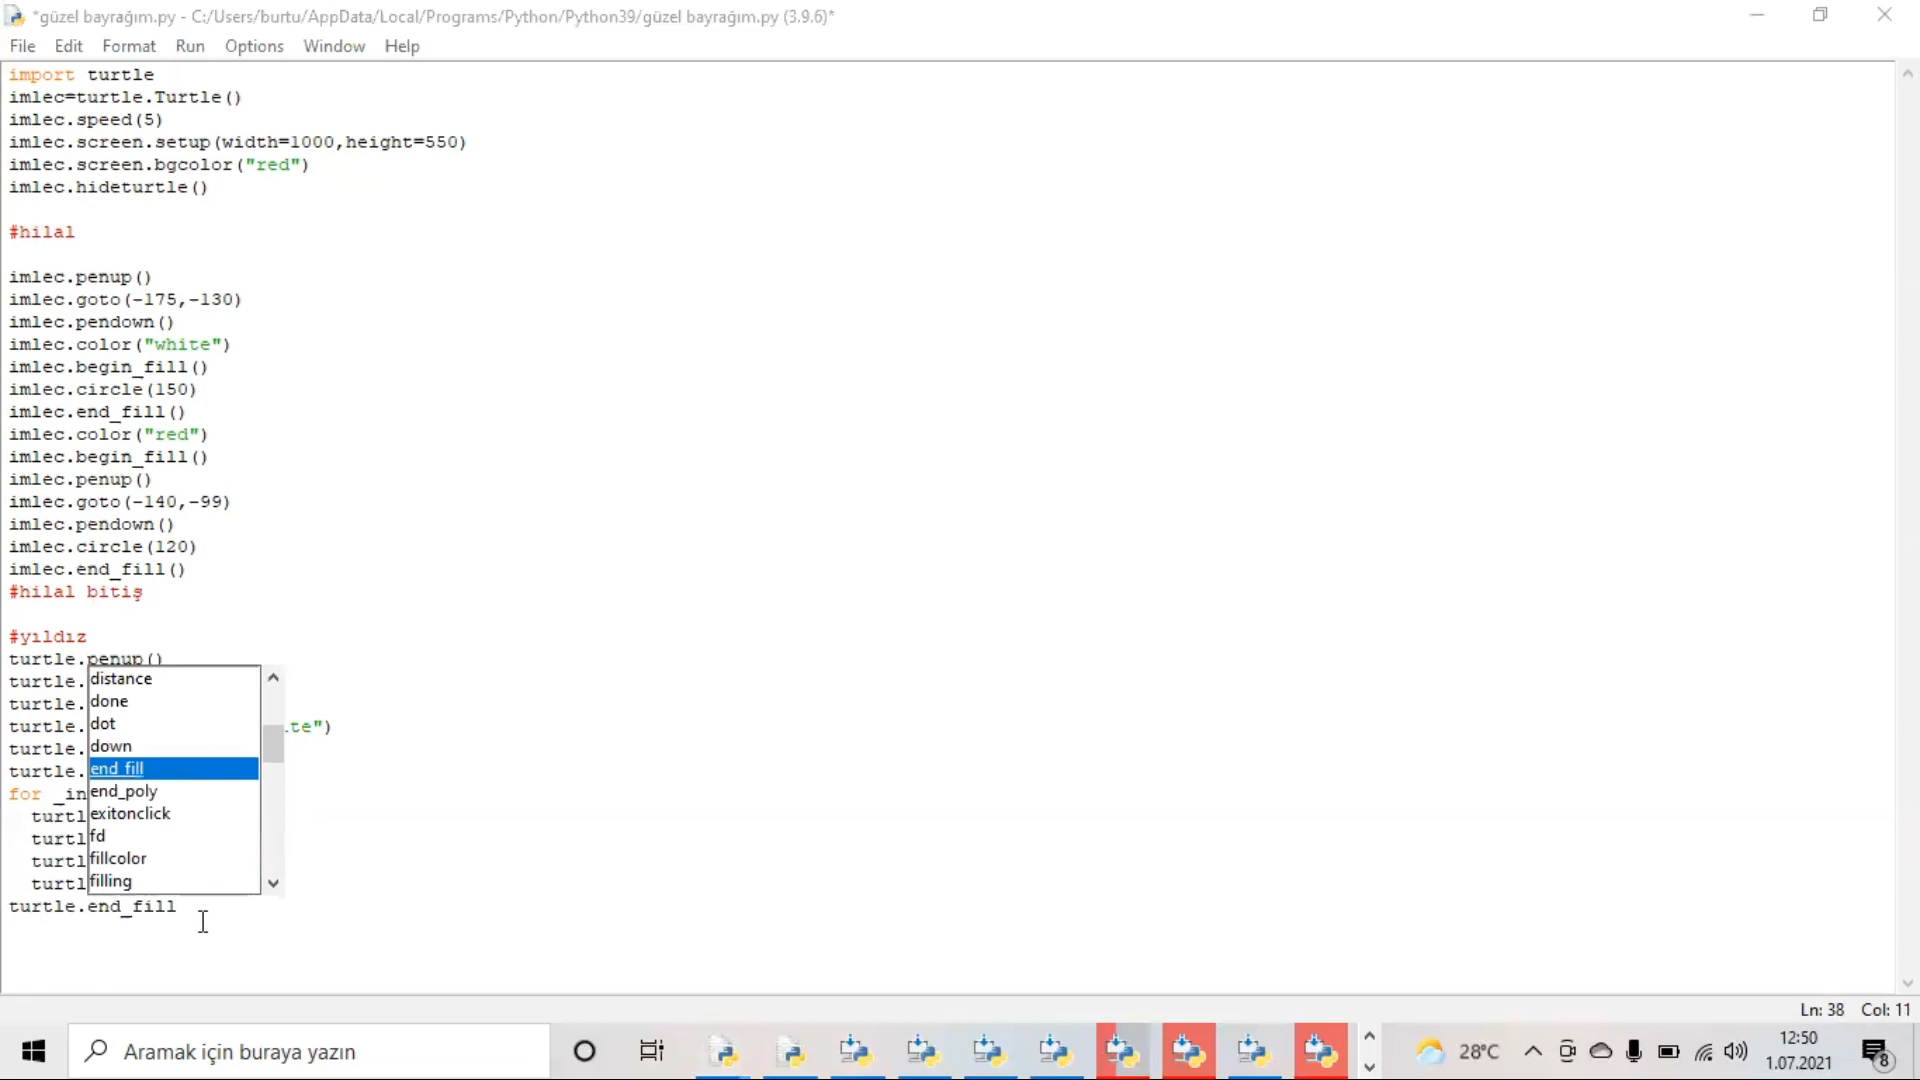 *güzel bayrağım.py - C:/Users/burtu/AppData/Local/Programs/Python/Python39/güzel bayrağım.py (3.9.6)*
File Edit Format Run Options Window Help
import turtle
imlec=turtle.Turtle()
imlec.speed(5)
imlec.screen.setup(width=1000,height=550)
imlec.screen.bgcolor("red")
imlec.hideturtle()
#hilal
imlec.penup()
imlec.goto(-175,-130)
imlec.pendown()
imlec.color("white")
imlec.begin_fill()
imlec.circle(150)
imlec.end_fill()
imlec.color("red")
imlec.begin_fill()
imlec.penup()
imlec.goto(-140,-99)
imlec.pendown()
imlec.circle(120)
imlec.end_fill()
#hilal bitiş
#yıldız
turtle.penup()
turtle.
turtle.
turtle. te")
turtle.
turtle.
for _in
turtl
turtl
turtl
turtl
distance
done
dot
down
end_fill
end_poly
exitonclick
fd
fillcolor
filling
turtle.end_fill
Ln: 38 Col: 11
Aramak için buraya yazın
28°C
12:50
1.07.2021
8